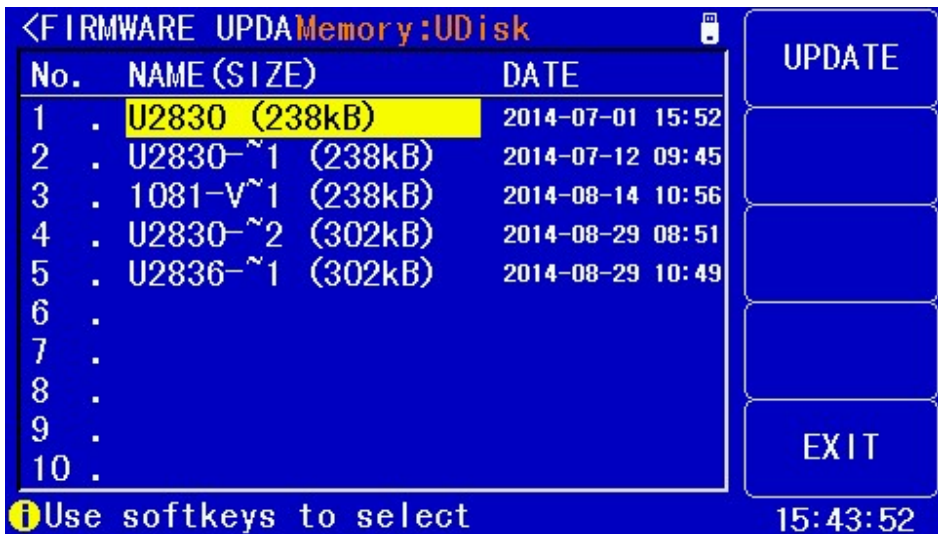 <FIRMWARE UPDAMemory:UDisk
UPDATE
No. NAME(SIZE) DATE
1 . U2830 (238kB) 2014-07-01 15:52
2 . U2830-~1 (238kB) 2014-07-12 09:45
3 . 1081-V~1 (238kB) 2014-08-14 10:56
4 . U2830-~2 (302kB) 2014-08-29 08:51
5 . U2836-~1 (302kB) 2014-08-29 10:49
6 .
7 .
8 .
9 .
10 .
EXIT
Use softkeys to select
15:43:52